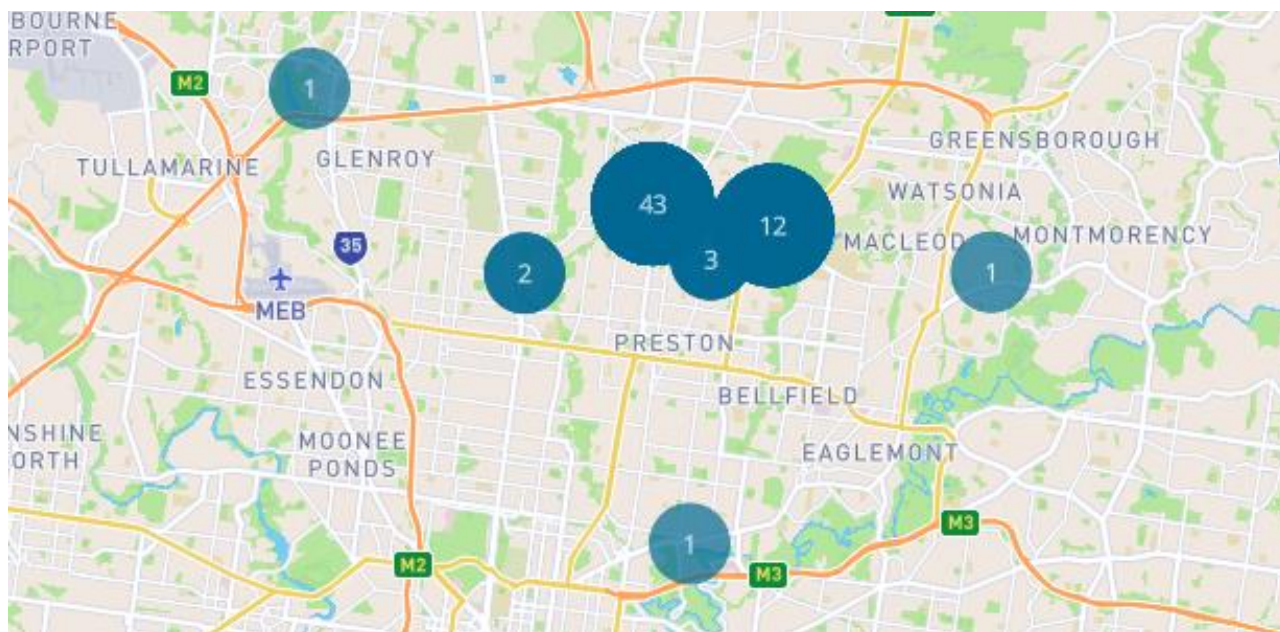 BOURNE
RPORT
M2
1
GREENSBOROUGH
TULLAMARINE
GLENROY
WATSONIA
43
12
35
MACLEOD
MONTMORENCY
2
3
1
MEB
PRESTON
ESSENDON
BELLFIELD
NSHINE
ORTH
MOONEE
PONDS
EAGLEMONT
M3
1
M2
M3